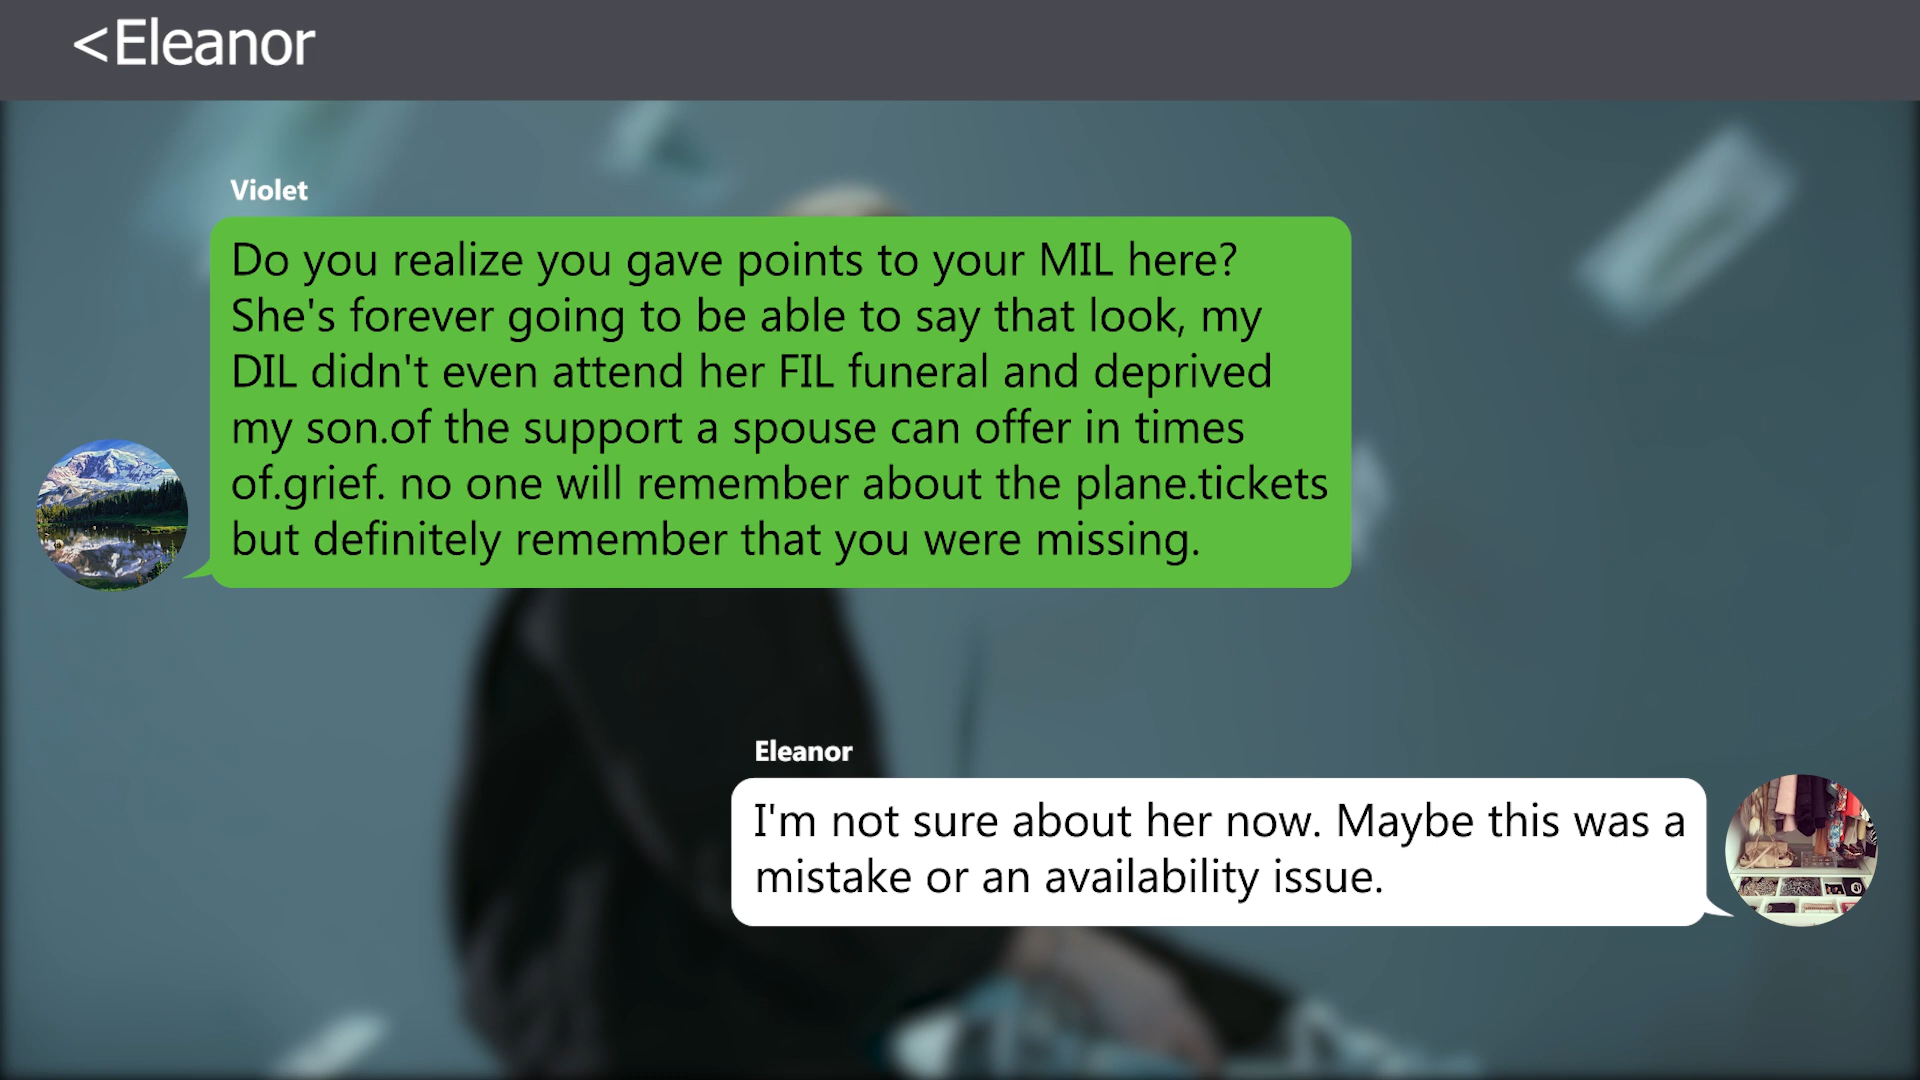 <Eleanor
Violet
Do you realize you gave points to your MIL here?
She's forever going to be able to say that look, my
DIL didn't even attend her FIL funeral and deprived
my son.of the support a spouse can offer in times
of.grief. no one will remember about the plane.tickets
but definitely remember that you were missing.
Eleanor
I'm not sure about her now. Maybe this was a
mistake or an availability issue.